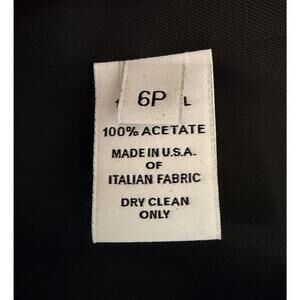 6P
100% ACETATE
MADE IN U.S.A.
OF
ITALIAN FABRIC
DRY CLEAN
ONLY